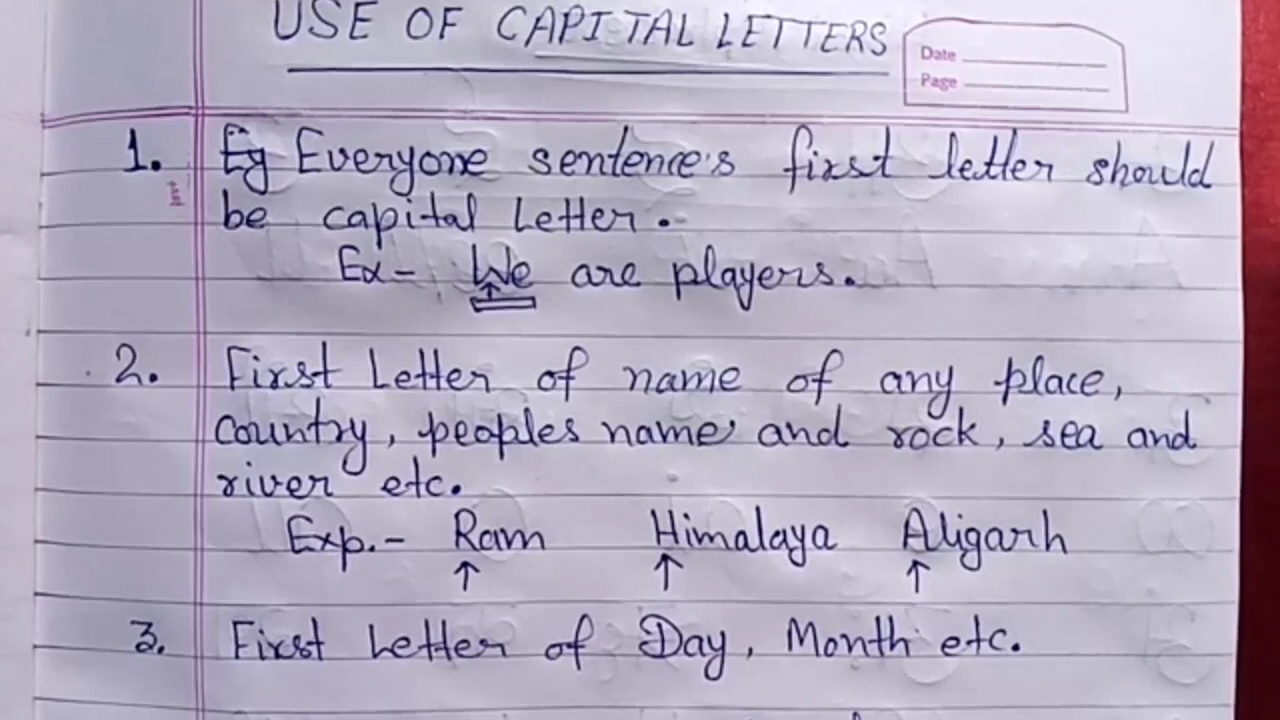 USE OF CAPITAL LETTERS
Date
Page
1. Eg Everyone sentence's first letter should
be capital Letter.
Ex- We are players.
2. First Letter of name of any place,
country, peoples name and rock, sea and
river etc.
Exp.- Ram Himalaya Aligarh
3. First Letter of Day, Month etc.